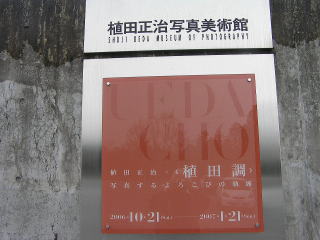 植田正治写真美術館
SHOJI UEDA MUSEUM OF PHOTOGRAPHY
UEDA
CHO
植田正治・《植田調》
写真するよろこびの軌跡
2006 10·21(Sat) 2007 1·21(Sun)